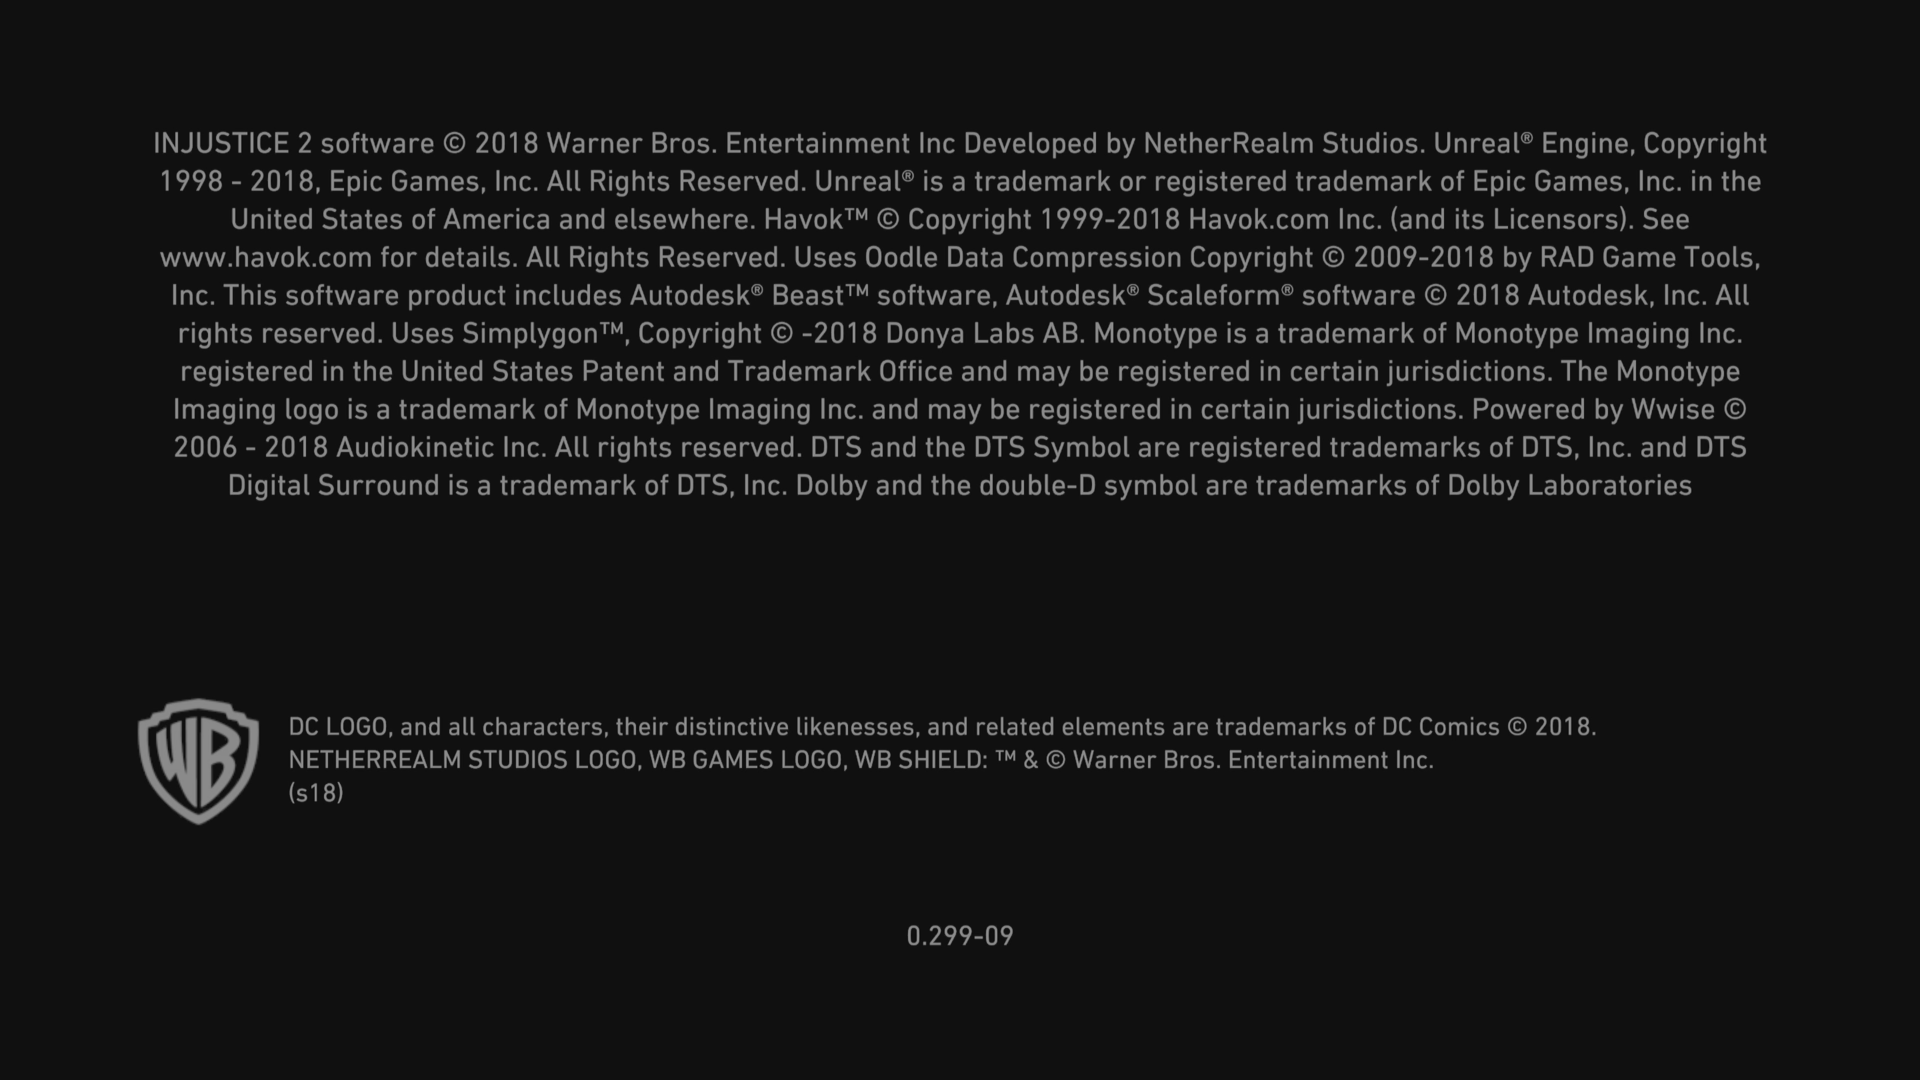 INJUSTICE 2 software © 2018 Warner Bros. Entertainment Inc Developed by NetherRealm Studios. Unreal® Engine, Copyright
1998 - 2018, Epic Games, Inc. All Rights Reserved. Unreal® is a trademark or registered trademark of Epic Games, Inc. in the
United States of America and elsewhere. Havok™ © Copyright 1999-2018 Havok.com Inc. (and its Licensors). See
www.havok.com for details. All Rights Reserved. Uses Oodle Data Compression Copyright © 2009-2018 by RAD Game Tools,
Inc. This software product includes Autodesk® Beast™ software, Autodesk® Scaleform® software © 2018 Autodesk, Inc. All
rights reserved. Uses Simplygon™, Copyright © -2018 Donya Labs AB. Monotype is a trademark of Monotype Imaging Inc.
registered in the United States Patent and Trademark Office and may be registered in certain jurisdictions. The Monotype
Imaging logo is a trademark of Monotype Imaging Inc. and may be registered in certain jurisdictions. Powered by Wwise ©
2006 - 2018 Audiokinetic Inc. All rights reserved. DTS and the DTS Symbol are registered trademarks of DTS, Inc. and DTS
Digital Surround is a trademark of DTS, Inc. Dolby and the double-D symbol are trademarks of Dolby Laboratories
WB
DC LOGO, and all characters, their distinctive likenesses, and related elements are trademarks of DC Comics © 2018.
NETHERREALM STUDIOS LOGO, WB GAMES LOGO, WB SHIELD: ™ & © Warner Bros. Entertainment Inc.
(s18)
0.299-09